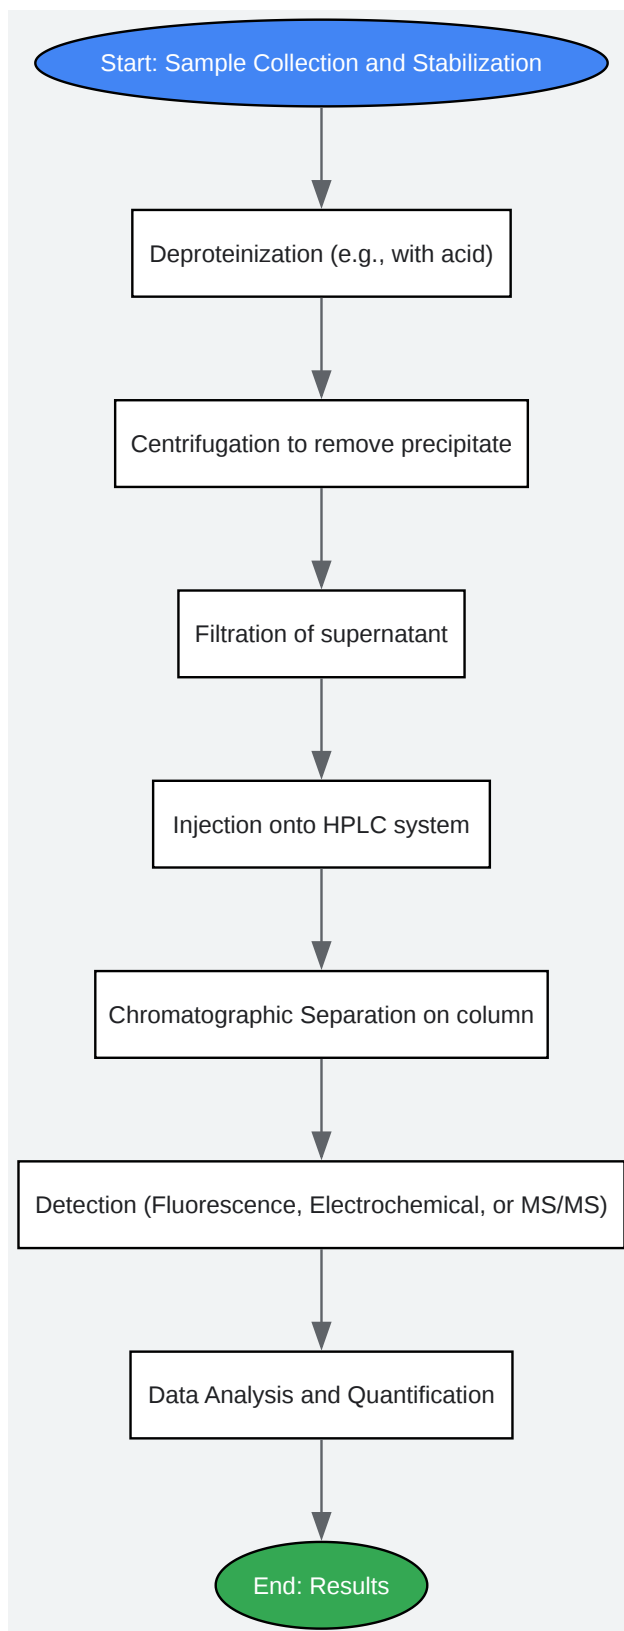 Start: Sample Collection and Stabilization
Deproteinization (e.g., with acid)
Centrifugation to remove precipitate
Filtration of supernatant
Injection onto HPLC system
Chromatographic Separation on column
Detection (Fluorescence, Electrochemical, or MS/MS)
Data Analysis and Quantification
End: Results